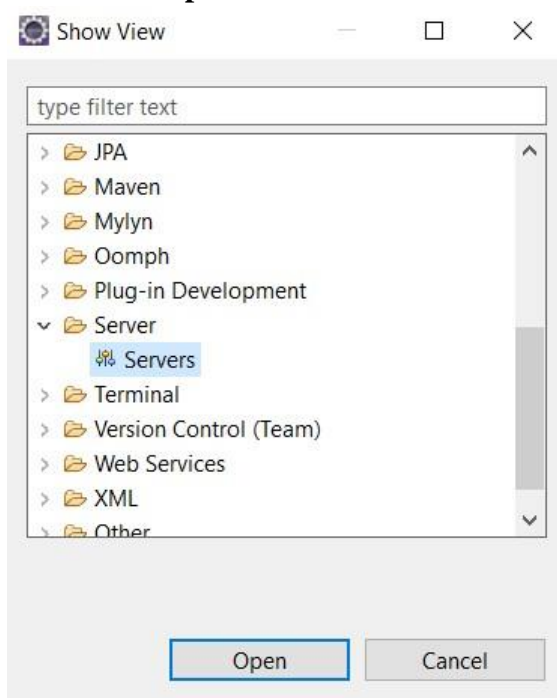 Show View
type filter text
JPA
Maven
Mylyn
Oomph
Plug-in Development
Server
Servers
Terminal
Version Control (Team)
Web Services
XML
Other
Open Cancel